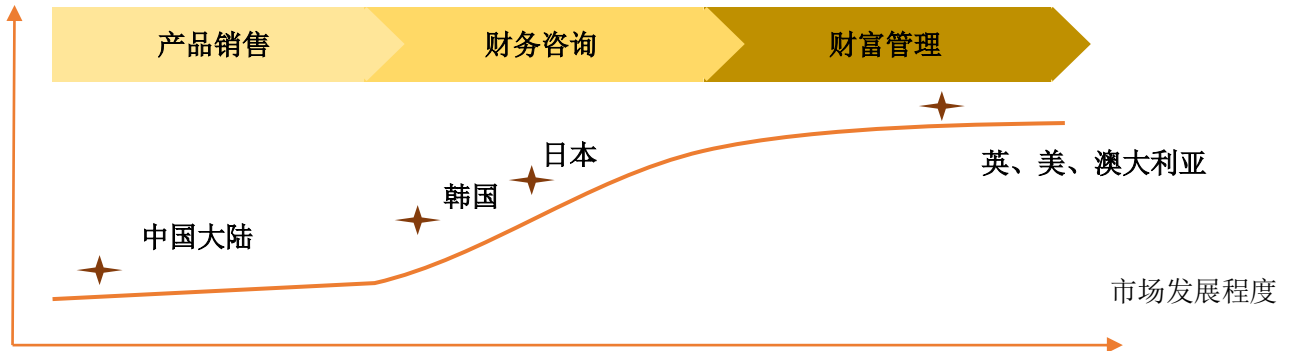 产品销售
财务咨询
财富管理
日本
英、美、澳大利亚
韩国
中国大陆
市场发展程度